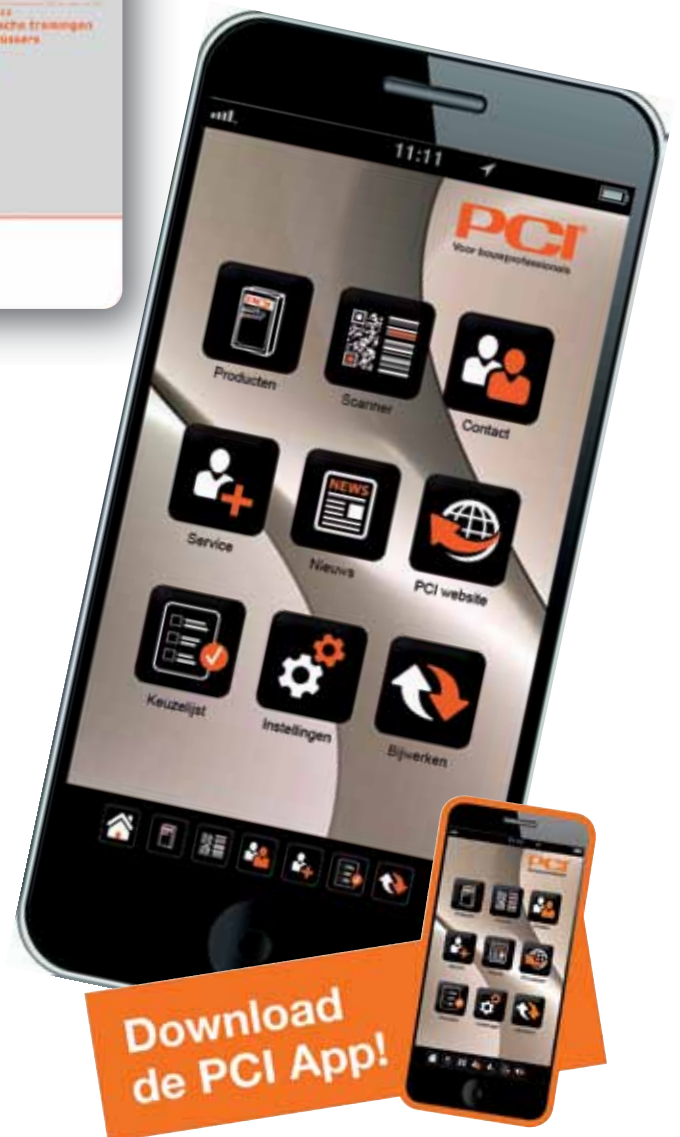 11:11
PCI
Voor bouwprofessionals
Producten
Scanner
Contact
NEWS
Service
Nieuws
PCI website
Keuzelijst
Instellingen
Bijwerken
PCI
Download
de PCI App!